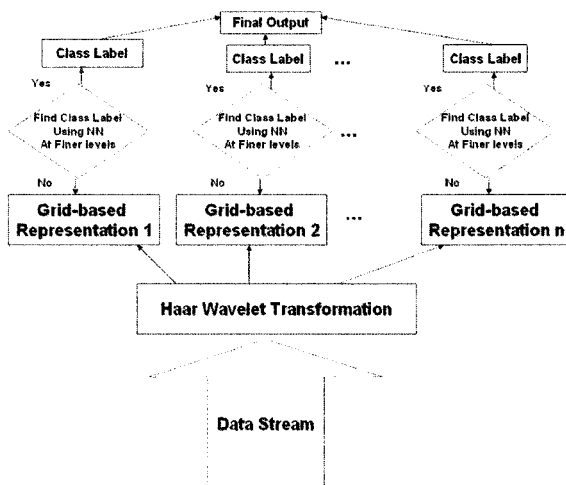 Final Output
Class Label
Class Label
...
Class Label
Yes
Yes
Yes
Find Class Label
Using NN
At Finer levels
Find Class Label
Using NN
At Finer levels
...
Find Class Label
Using NN
At Finer levels
No
No
No
Grid-based
Representation 1
Grid-based
Representation 2
...
Grid-based
Representation n
Haar Wavelet Transformation
Data Stream